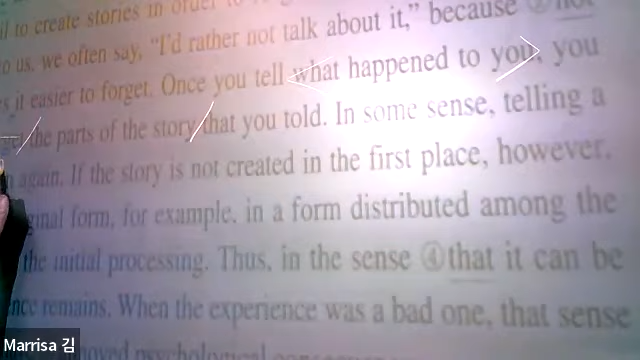 to create stories in order to
to us, we often say, "I'd rather not talk about it," because ③ not
it easier to forget. Once you tell what happened to you, you
the parts of the story that you told. In some sense, telling a
again. If the story is not created in the first place, however,
form, for example, in a form distributed among the
the initial processing. Thus, in the sense ④ that it can be
remains. When the experience was a bad one, that sense
psychological
Marrisa 김